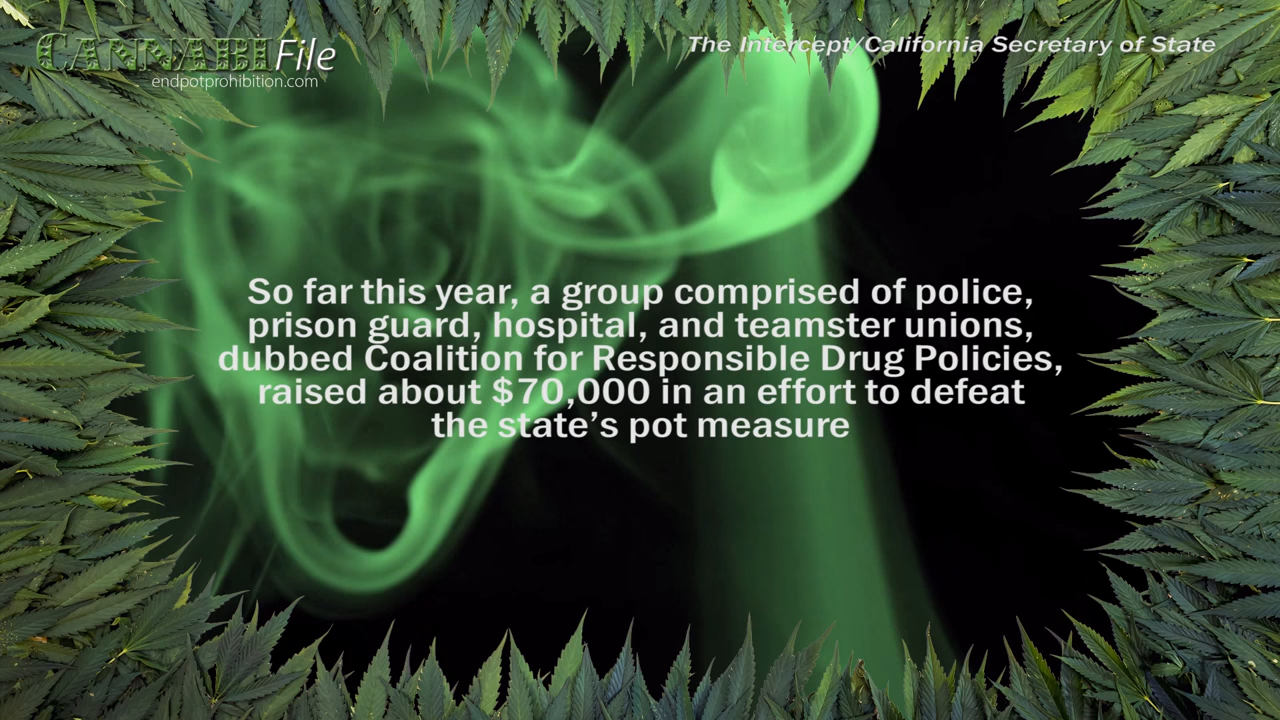 CANNABIFile
endpotprohibition.com
The Intercept/California Secretary of State
So far this year, a group comprised of police,
prison guard, hospital, and teamster unions,
dubbed Coalition for Responsible Drug Policies,
raised about $70,000 in an effort to defeat
the state’s pot measure